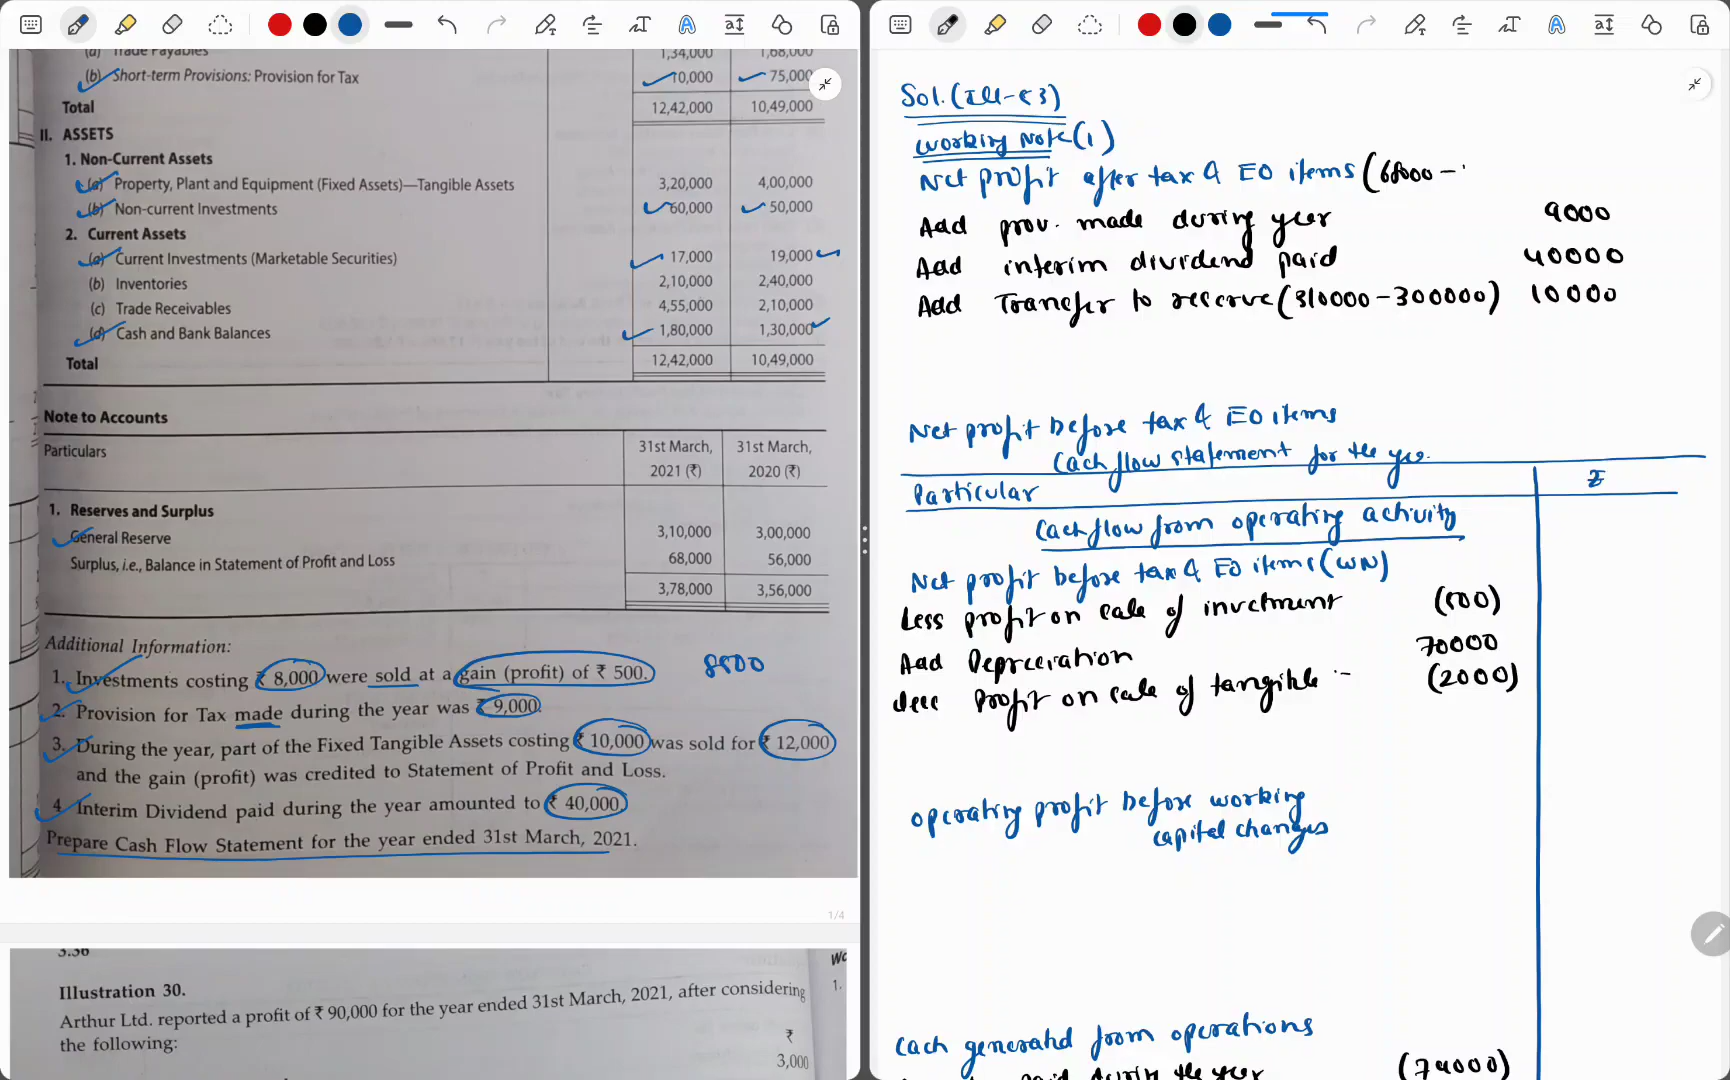 (a) Trade Payables 1,34,000 1,68,000
(b) Short-term Provisions: Provision for Tax 10,000 75,000
Total 12,42,000 10,49,000
II. ASSETS
1. Non-Current Assets
(a) Property, Plant and Equipment (Fixed Assets)—Tangible Assets 3,20,000 4,00,000
(b) Non-current Investments 60,000 50,000
2. Current Assets
(a) Current Investments (Marketable Securities) 17,000 19,000
(b) Inventories 2,10,000 2,40,000
(c) Trade Receivables 4,55,000 2,10,000
(d) Cash and Bank Balances 1,80,000 1,30,000
Total 12,42,000 10,49,000
Note to Accounts
Particulars 31st March, 2021 (₹) 31st March, 2020 (₹)
1. Reserves and Surplus
General Reserve 3,10,000 3,00,000
Surplus, i.e., Balance in Statement of Profit and Loss 68,000 56,000
3,78,000 3,56,000
Additional Information:
1. Investments costing ₹ 8,000 were sold at a gain (profit) of ₹ 500. 8500
2. Provision for Tax made during the year was ₹ 9,000.
3. During the year, part of the Fixed Tangible Assets costing ₹ 10,000 was sold for ₹ 12,000
and the gain (profit) was credited to Statement of Profit and Loss.
4. Interim Dividend paid during the year amounted to ₹ 40,000.
Prepare Cash Flow Statement for the year ended 31st March, 2021.
1/4
3.36
Illustration 30.
Arthur Ltd. reported a profit of ₹ 90,000 for the year ended 31st March, 2021, after considering
the following:
₹
3,000
1.
working Note (1)
Net profit after tax & EO items (68000 -
Add prov. made during year 9000
Add interim dividend paid 40000
Add Transfer to reserve (310000-300000) 10000
Net profit before tax & EO items
Cash flow statement for the
Particular ₹
Cash flow from operating activity
Net profit before tax & EO items (WN)
Less profit on sale of investment (500)
Add Depreciation 70000
Less Profit on sale of tangible (2000)
operating profit before working
capital changes
Cash generated from operations
paid during the year (74000)